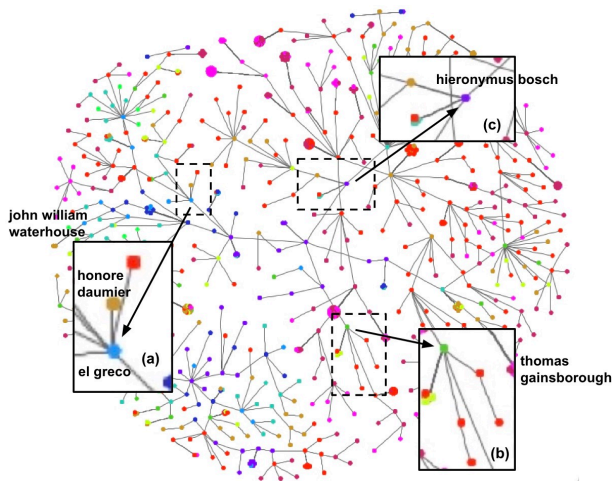 hieronymus bosch
(c)
john william
waterhouse
honore
daumier
(a)
el greco
thomas
gainsborough
(b)